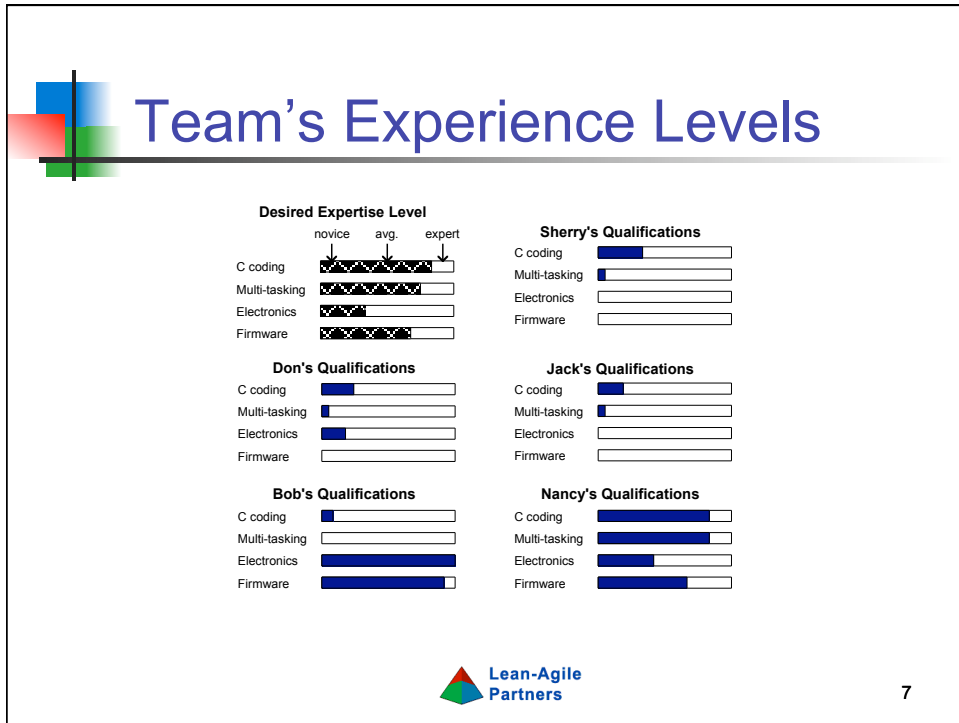 Team's Experience Levels
Desired Expertise Level
novice avg. expert
C coding
Multi-tasking
Electronics
Firmware
Sherry's Qualifications
C coding
Multi-tasking
Electronics
Firmware
Don's Qualifications
C coding
Multi-tasking
Electronics
Firmware
Jack's Qualifications
C coding
Multi-tasking
Electronics
Firmware
Bob's Qualifications
C coding
Multi-tasking
Electronics
Firmware
Nancy's Qualifications
C coding
Multi-tasking
Electronics
Firmware
Lean-Agile
Partners
7